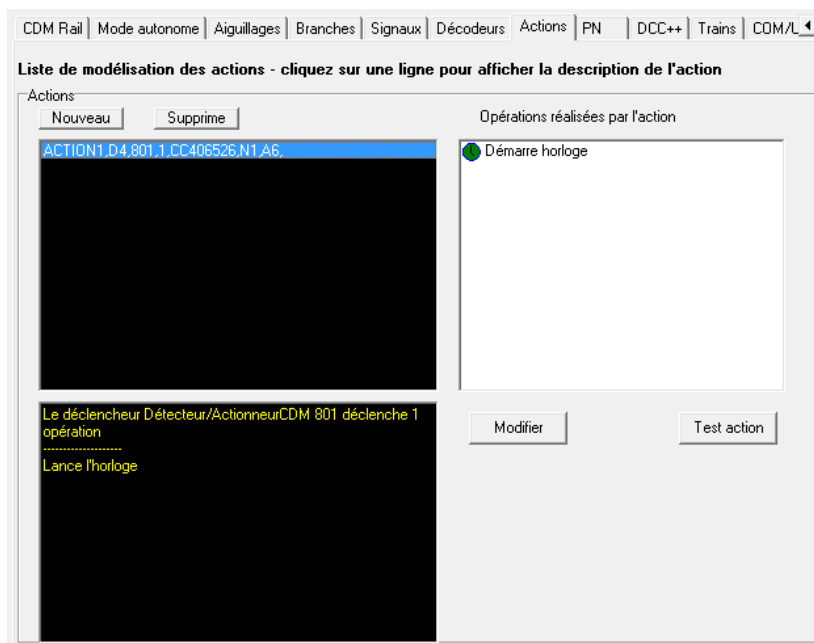 CDM Rail Mode autonome Aiguillages Branches Signaux Décodeurs Actions PN DCC++ Trains COM/U
Liste de modélisation des actions - cliquez sur une ligne pour afficher la description de l'action
Actions
Nouveau Supprime
Opérations réalisées par l'action
ACTION1,D4,801,1,CC406526,N1,A6,
Démarre horloge
Le déclencheur Détecteur/ActionneurCDM 801 déclenche 1
opération
--------------------
Lance l'horloge
Modifier Test action